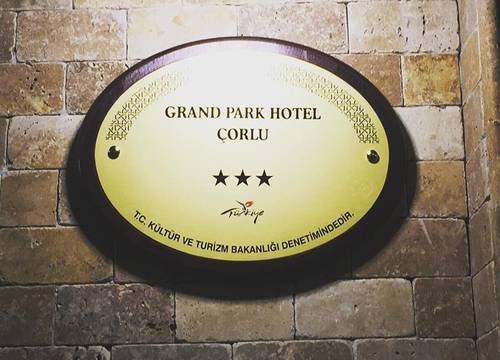 GRAND PARK HOTEL
ÇORLU
Türkiye
T.C. KÜLTÜR VE TURİZM BAKANLIĞI DENETİMİNDEDİR.